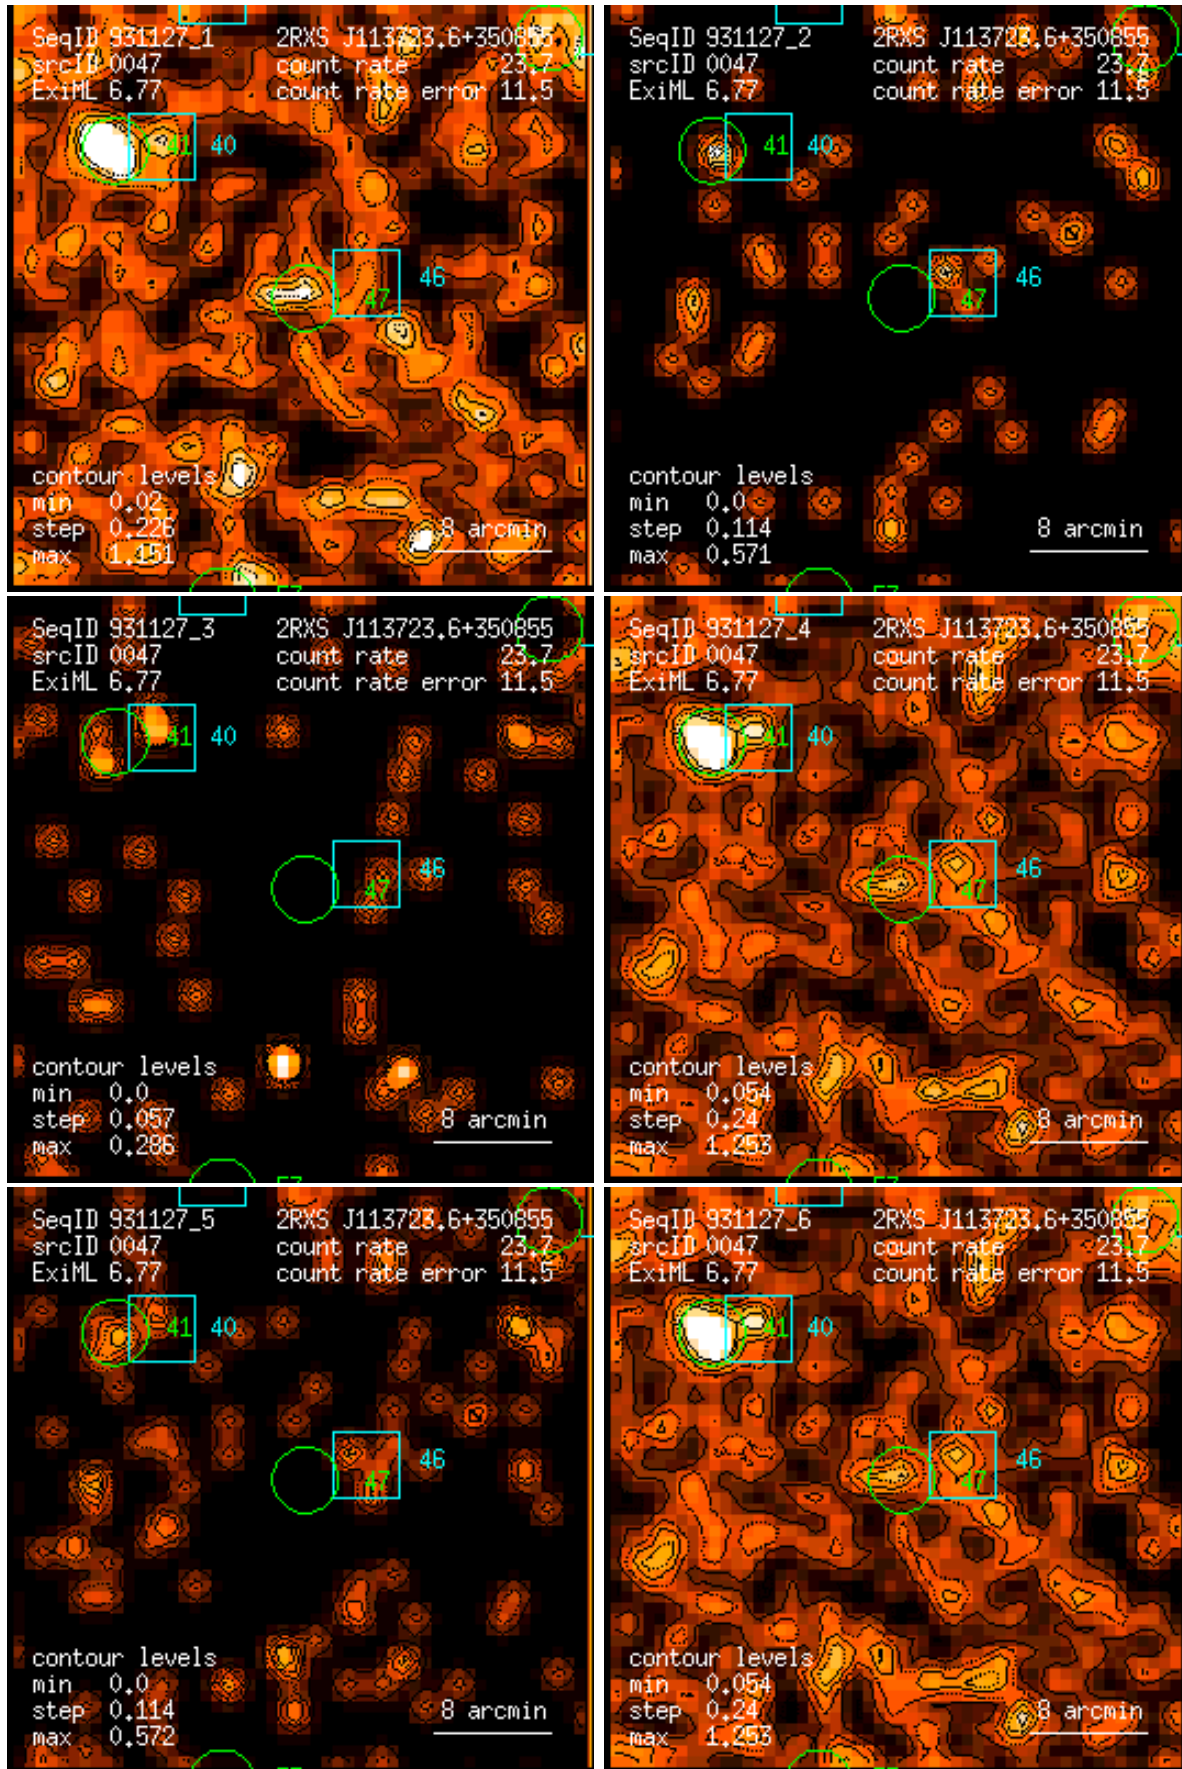 SeqID 931127_1 2RXS J113723.6+350855
srcID 0047 count rate 23.7
ExiML 6.77 count rate error 11.5
41 40
46
47
contour levels
min 0.02
step 0.226 8 arcmin
max 1.151
SeqID 931127_2 2RXS J113723.6+350855
srcID 0047 count rate 23.7
ExiML 6.77 count rate error 11.5
41 40
46
47
contour levels
min 0.0
step 0.114 8 arcmin
max 0.571
SeqID 931127_3 2RXS J113723.6+350855
srcID 0047 count rate 23.7
ExiML 6.77 count rate error 11.5
41 40
46
47
contour levels
min 0.0
step 0.057 8 arcmin
max 0.286
SeqID 931127_4 2RXS J113723.6+350855
srcID 0047 count rate 23.7
ExiML 6.77 count rate error 11.5
41 40
46
47
contour levels
min 0.054
step 0.24 8 arcmin
max 1.253
SeqID 931127_5 2RXS J113723.6+350855
srcID 0047 count rate 23.7
ExiML 6.77 count rate error 11.5
41 40
46
47
contour levels
min 0.0
step 0.114 8 arcmin
max 0.572
SeqID 931127_6 2RXS J113723.6+350855
srcID 0047 count rate 23.7
ExiML 6.77 count rate error 11.5
41 40
46
47
contour levels
min 0.054
step 0.24 8 arcmin
max 1.253